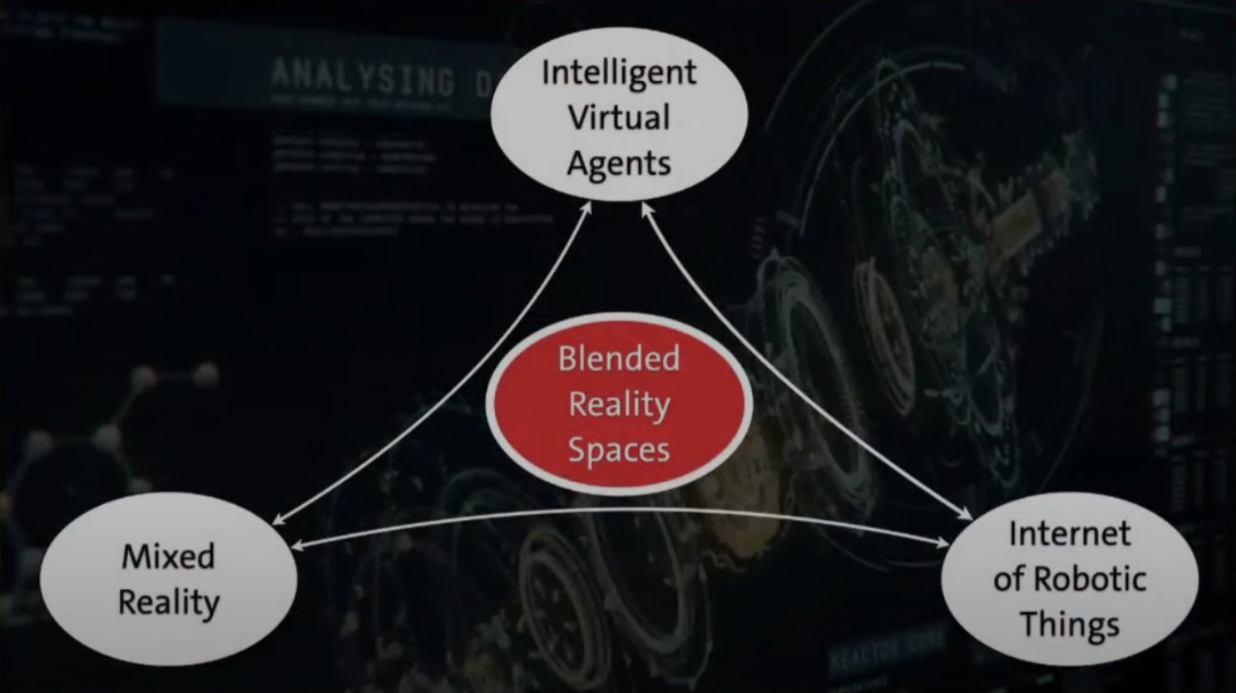 ANALYSING D
Intelligent
Virtual
Agents
Blended
Reality
Spaces
Mixed
Reality
Internet
of Robotic
Things
REACTOR CORE